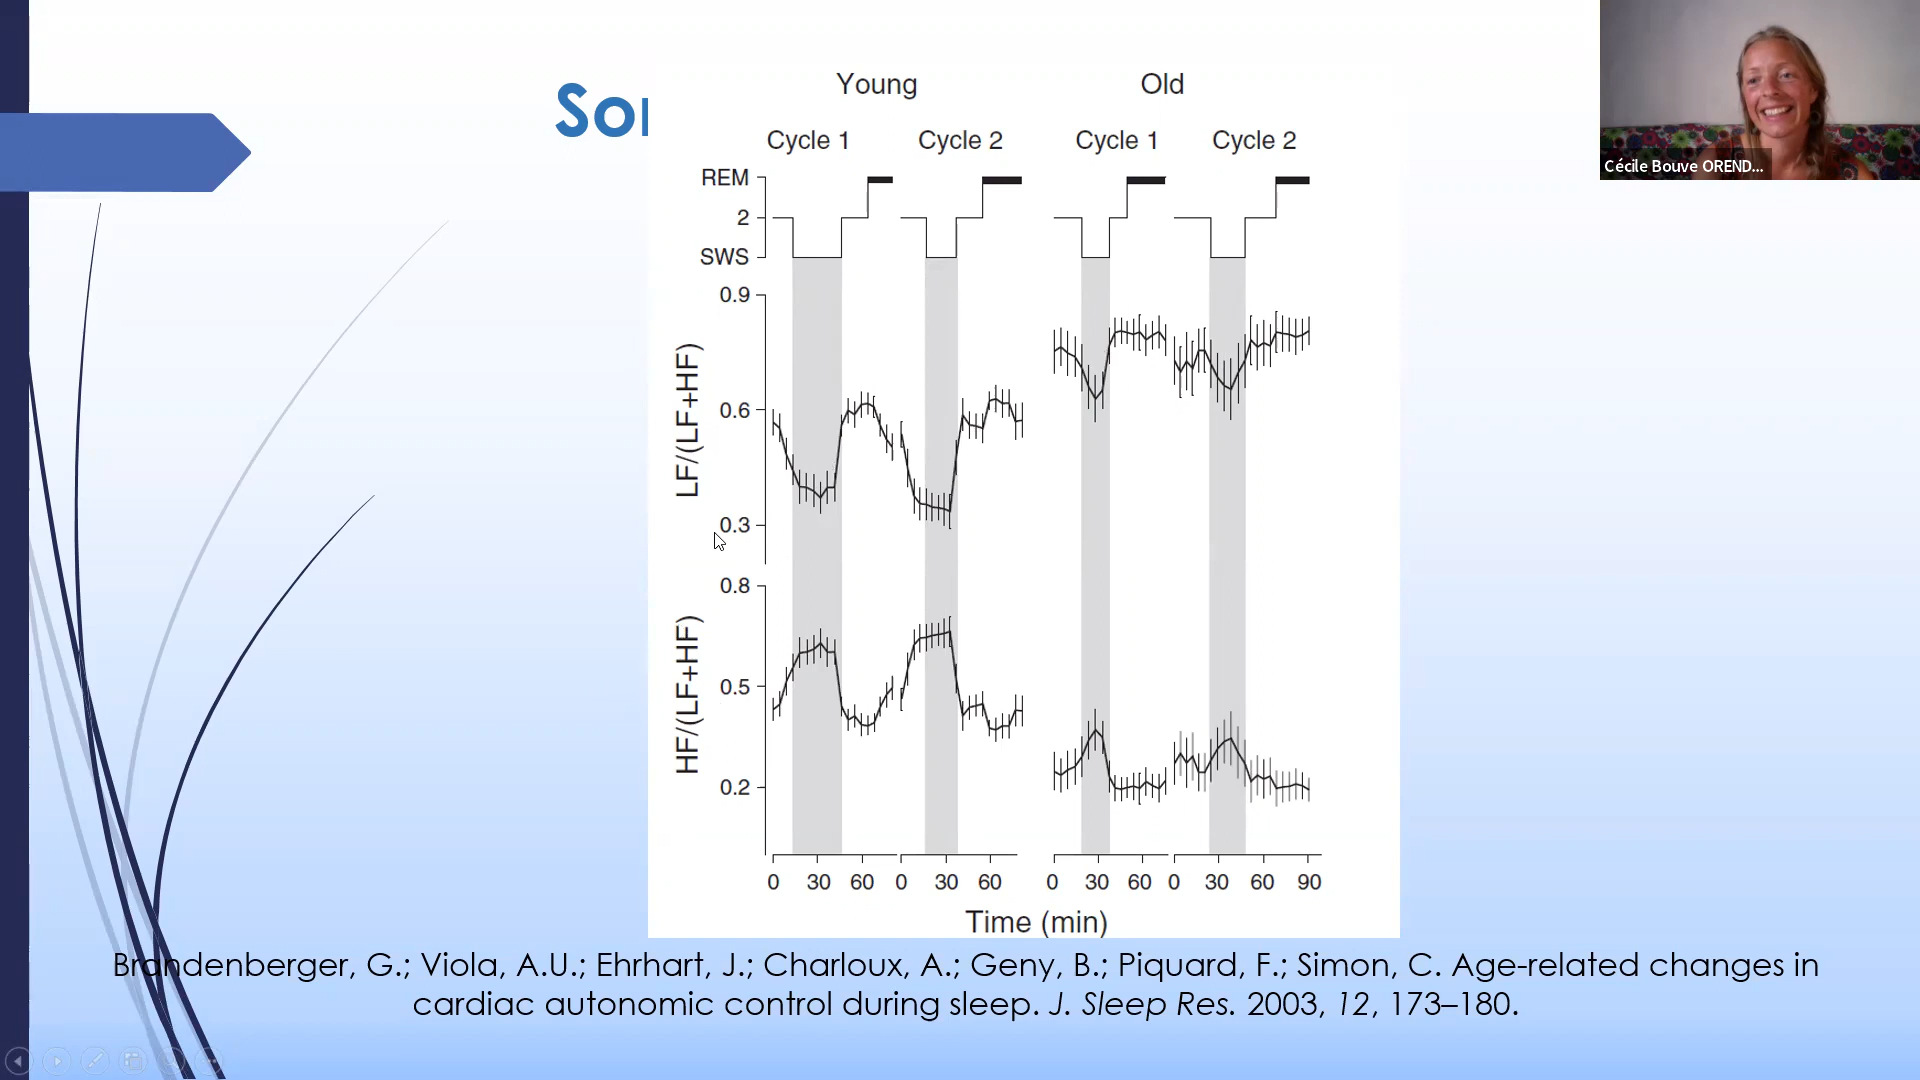 Sor
Young Old
Cycle 1 Cycle 2 Cycle 1 Cycle 2
REM
2
SWS
0.9
0.6
0.3
LF/(LF+HF)
0.8
0.5
0.2
HF/(LF+HF)
0 30 60 0 30 60 0 30 60 0 30 60 90
Time (min)
Brandenberger, G.; Viola, A.U.; Ehrhart, J.; Charloux, A.; Geny, B.; Piquard, F.; Simon, C. Age-related changes in
cardiac autonomic control during sleep. J. Sleep Res. 2003, 12, 173–180.
Cécile Bouve OREND...